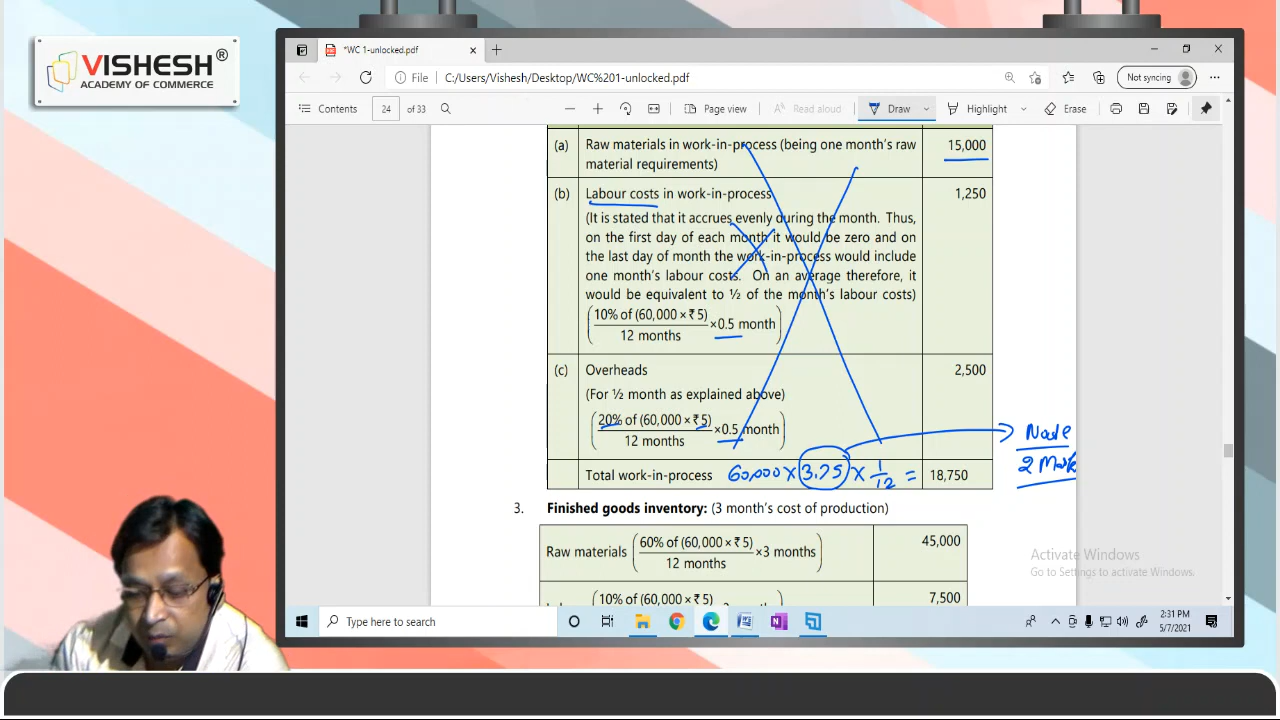 VISHESH®
ACADEMY OF COMMERCE
*WC 1-unlocked.pdf
File C:/Users/Vishesh/Desktop/WC%201-unlocked.pdf
Not syncing
Contents 24 of 33 Page view Read aloud Draw Highlight Erase
(a) Raw materials in work-in-process (being one month's raw 15,000
material requirements)
(b) Labour costs in work-in-process 1,250
(It is stated that it accrues evenly during the month. Thus,
on the first day of each month it would be zero and on
the last day of month the work-in-process would include
one month's labour costs. On an average therefore, it
would be equivalent to ½ of the month's labour costs)
(10% of (60,000 × ₹ 5)
×0.5 month)
12 months
(c) Overheads 2,500
(For ½ month as explained above)
(20% of (60,000 × ₹ 5)
×0.5 month)
12 months
Note
2 Mark
Total work-in-process 60,000 × 3.75 × 1/12 = 18,750
3. Finished goods inventory: (3 month's cost of production)
Raw materials (60% of (60,000 × ₹ 5) 45,000
×3 months)
12 months
(10% of (60,000 × ₹ 5) 7,500
Activate Windows
Go to Settings to activate Windows.
Type here to search
2:31 PM
5/7/2021